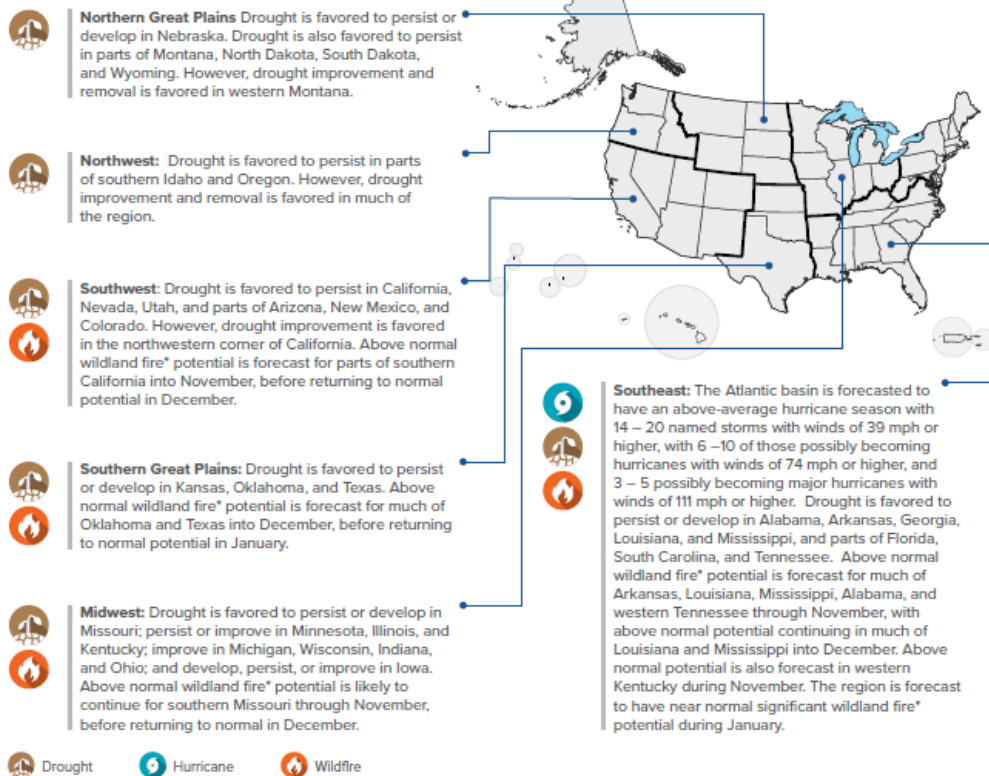 Northern Great Plains Drought is favored to persist or
develop in Nebraska. Drought is also favored to persist
in parts of Montana, North Dakota, South Dakota,
and Wyoming. However, drought improvement and
removal is favored in western Montana.
Northwest: Drought is favored to persist in parts
of southern Idaho and Oregon. However, drought
improvement and removal is favored in much of
the region.
Southwest: Drought is favored to persist in California,
Nevada, Utah, and parts of Arizona, New Mexico, and
Colorado. However, drought improvement is favored
in the northwestern corner of California. Above normal
wildland fire* potential is forecast for parts of southern
California into November, before returning to normal
potential in December.
Southern Great Plains: Drought is favored to persist
or develop in Kansas, Oklahoma, and Texas. Above
normal wildland fire* potential is forecast for much of
Oklahoma and Texas into December, before returning
to normal potential in January.
Midwest: Drought is favored to persist or develop in
Missouri; persist or improve in Minnesota, Illinois, and
Kentucky; improve in Michigan, Wisconsin, Indiana,
and Ohio; and develop, persist, or improve in Iowa.
Above normal wildland fire* potential is likely to
continue for southern Missouri through November,
before returning to normal in December.
Southeast: The Atlantic basin is forecasted to
have an above-average hurricane season with
14 – 20 named storms with winds of 39 mph or
higher, with 6 –10 of those possibly becoming
hurricanes with winds of 74 mph or higher, and
3 – 5 possibly becoming major hurricanes with
winds of 111 mph or higher. Drought is favored to
persist or develop in Alabama, Arkansas, Georgia,
Louisiana, and Mississippi, and parts of Florida,
South Carolina, and Tennessee. Above normal
wildland fire* potential is forecast for much of
Arkansas, Louisiana, Mississippi, Alabama, and
western Tennessee through November, with
above normal potential continuing in much of
Louisiana and Mississippi into December. Above
normal potential is also forecast in western
Kentucky during November. The region is forecast
to have near normal significant wildland fire*
potential during January.
Drought Hurricane Wildfire